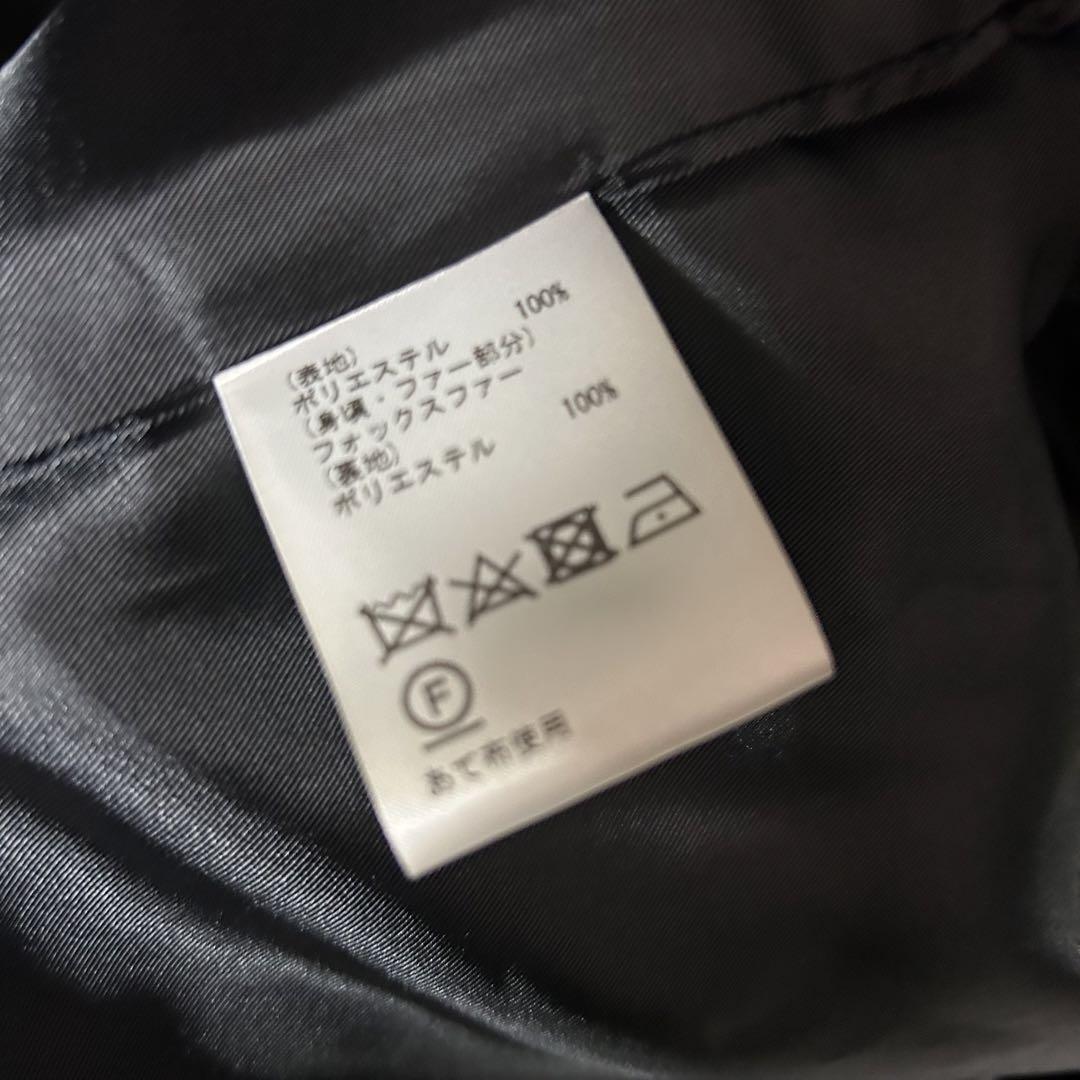 (表地)
ポリエステル 100%
(身頃・ファー部分)
フォックスファー
(裏地)
ポリエステル 100%
F
あて布使用